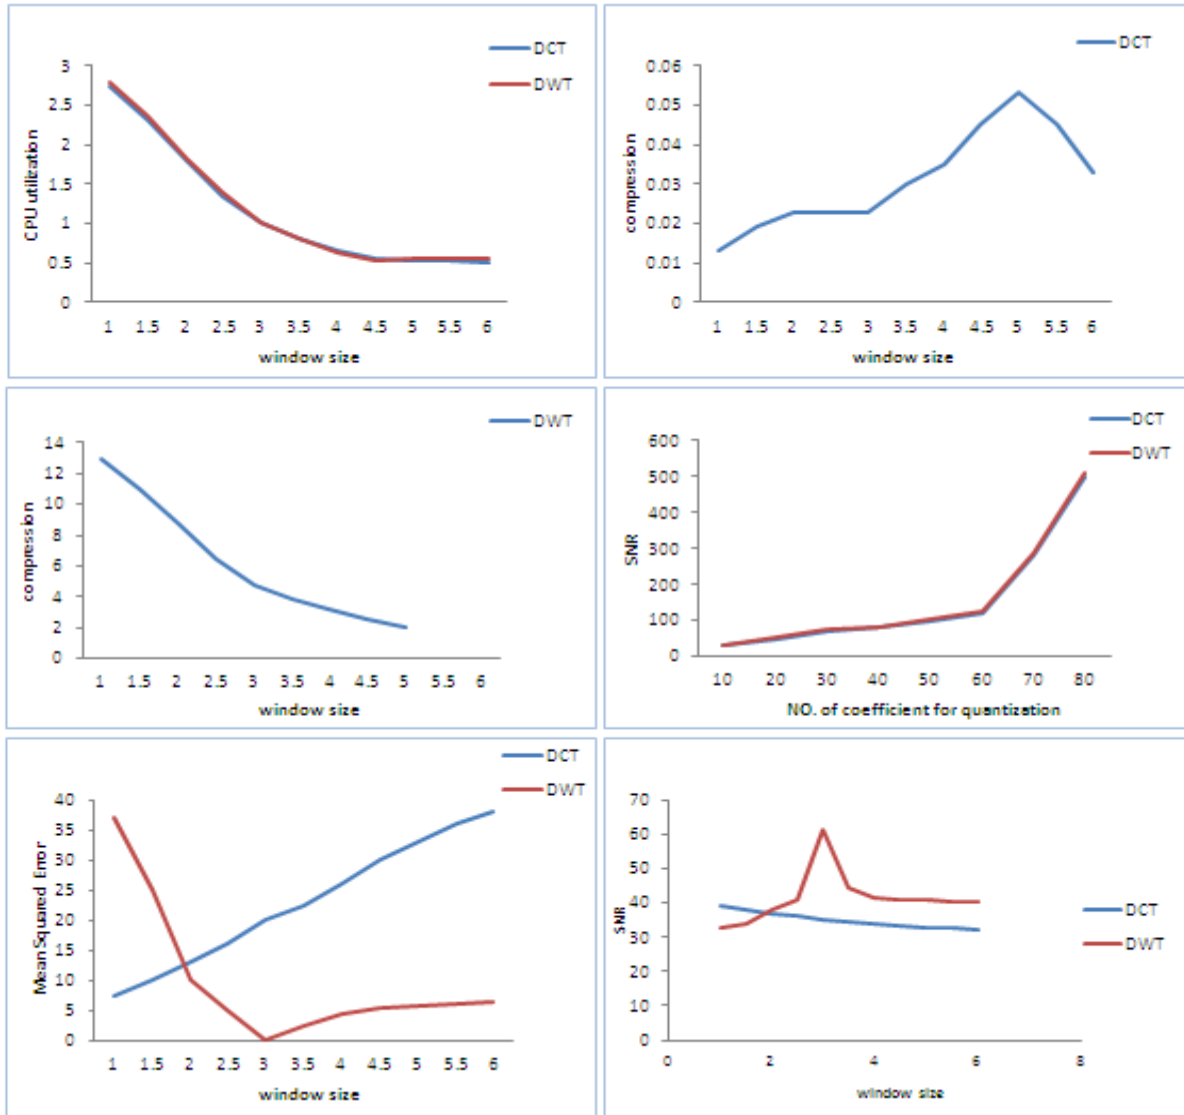 DCT
DWT
3
2.5
2
1.5
1
0.5
0
CPU utilization
1 1.5 2 2.5 3 3.5 4 4.5 5 5.5 6
window size
DCT
0.06
0.05
0.04
0.03
0.02
0.01
0
compression
1 1.5 2 2.5 3 3.5 4 4.5 5 5.5 6
window size
DWT
14
12
10
8
6
4
2
0
compression
1 1.5 2 2.5 3 3.5 4 4.5 5 5.5 6
window size
DCT
DWT
600
500
400
300
200
100
0
SNR
10 20 30 40 50 60 70 80
NO. of coefficient for quantization
DCT
DWT
40
35
30
25
20
15
10
5
0
Mean Squared Error
1 1.5 2 2.5 3 3.5 4 4.5 5 5.5 6
window size
70
60
50
40
30
20
10
0
SNR
0 2 4 6 8
window size
DCT
DWT